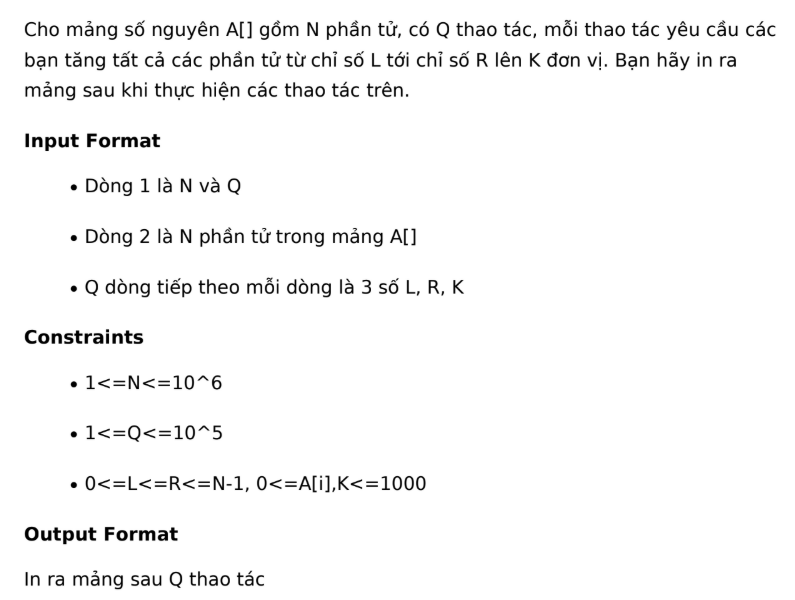 Cho mảng số nguyên A[] gồm N phần tử, có Q thao tác, mỗi thao tác yêu cầu các
bạn tăng tất cả các phần tử từ chỉ số L tới chỉ số R lên K đơn vị. Bạn hãy in ra
mảng sau khi thực hiện các thao tác trên.
Input Format
• Dòng 1 là N và Q
• Dòng 2 là N phần tử trong mảng A[]
• Q dòng tiếp theo mỗi dòng là 3 số L, R, K
Constraints
• 1<=N<=10^6
• 1<=Q<=10^5
• 0<=L<=R<=N-1, 0<=A[i],K<=1000
Output Format
In ra mảng sau Q thao tác